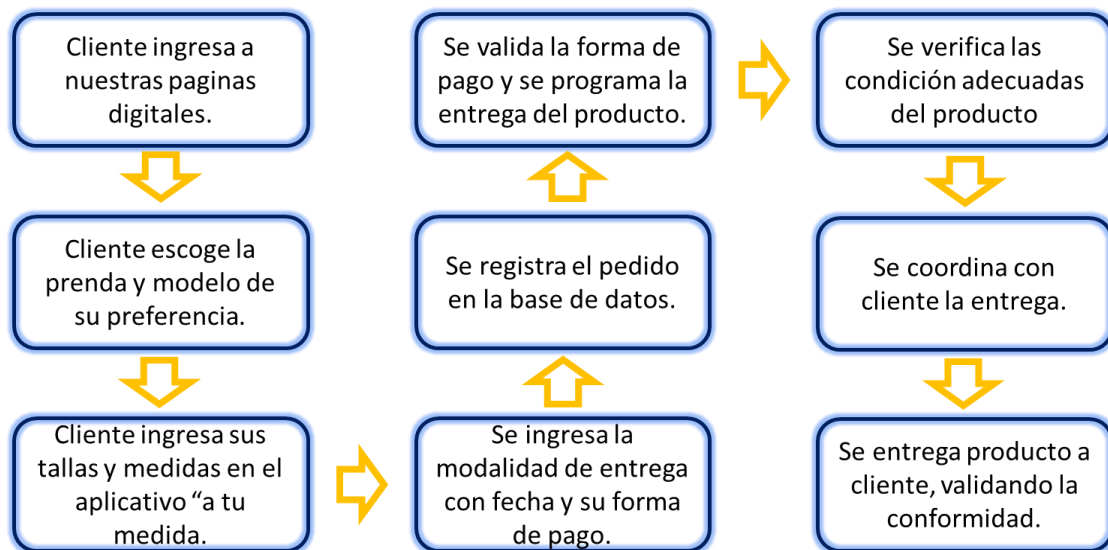 Cliente ingresa a
nuestras paginas
digitales.
Cliente escoge la
prenda y modelo de
su preferencia.
Cliente ingresa sus
tallas y medidas en el
aplicativo “a tu
medida.
Se ingresa la
modalidad de entrega
con fecha y su forma
de pago.
Se registra el pedido
en la base de datos.
Se valida la forma de
pago y se programa la
entrega del producto.
Se verifica las
condición adecuadas
del producto
Se coordina con
cliente la entrega.
Se entrega producto a
cliente, validando la
conformidad.